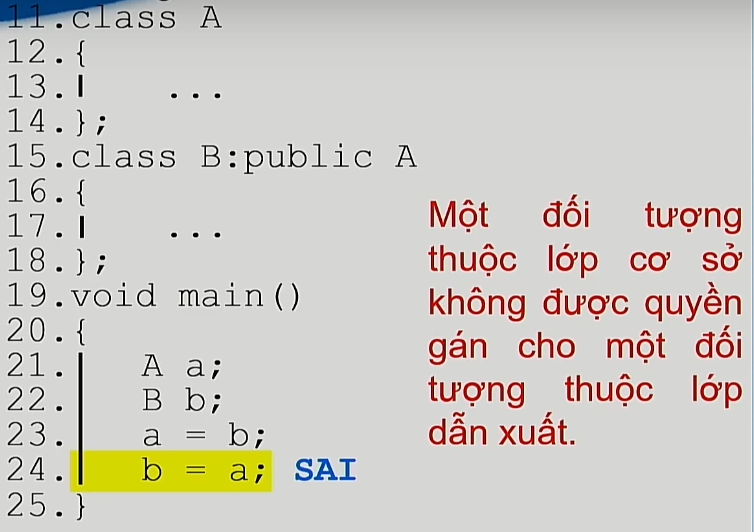 11.class A
12.{
13. ...
14.};
15.class B:public A
16.{
17. ...
18.};
19.void main()
20.{
21. A a;
22. B b;
23. a = b;
24. b = a; SAI
25.}
Một đối tượng
thuộc lớp cơ sở
không được quyền
gán cho một đối
tượng thuộc lớp
dẫn xuất.